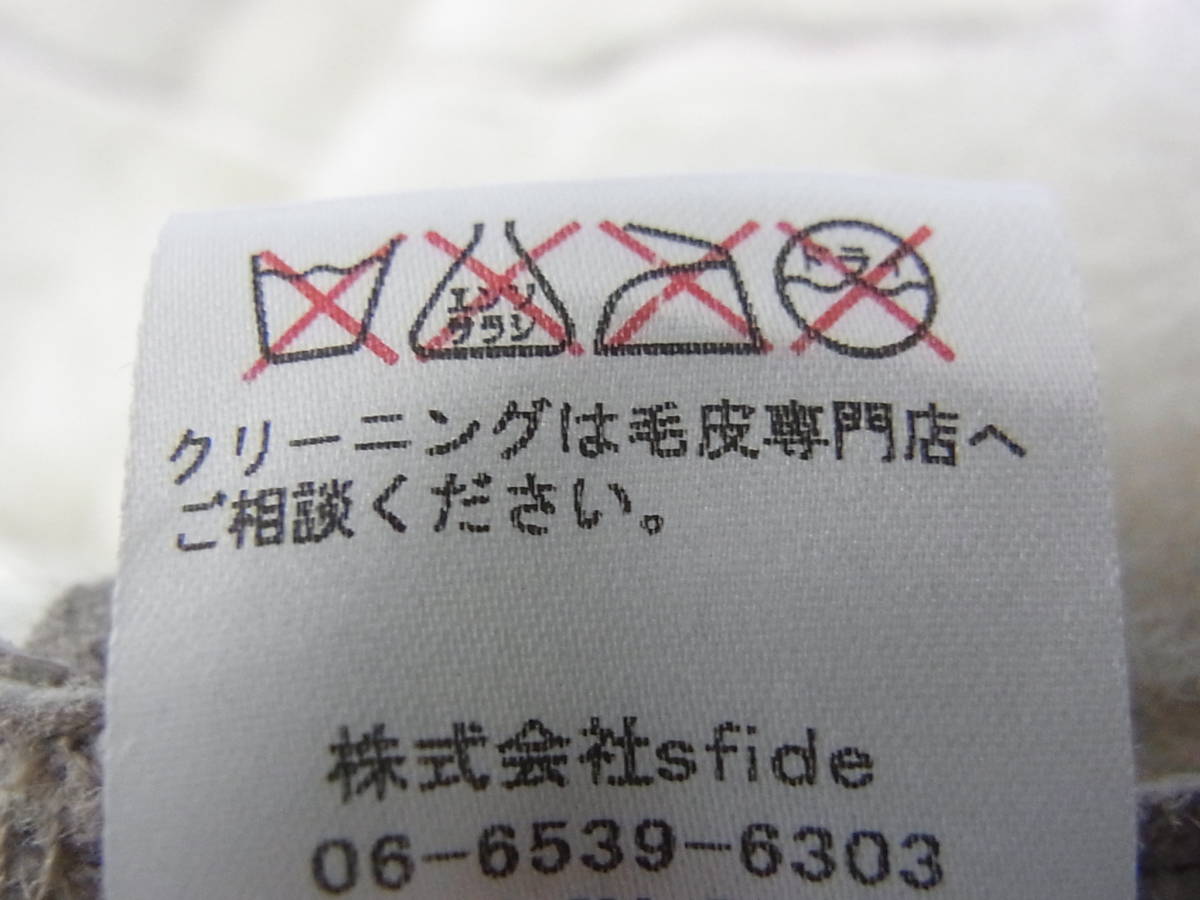 エンソ
サラシ
ドライ
クリーニングは毛皮専門店へ
ご相談ください。
株式会社sfide
06-6539-6303